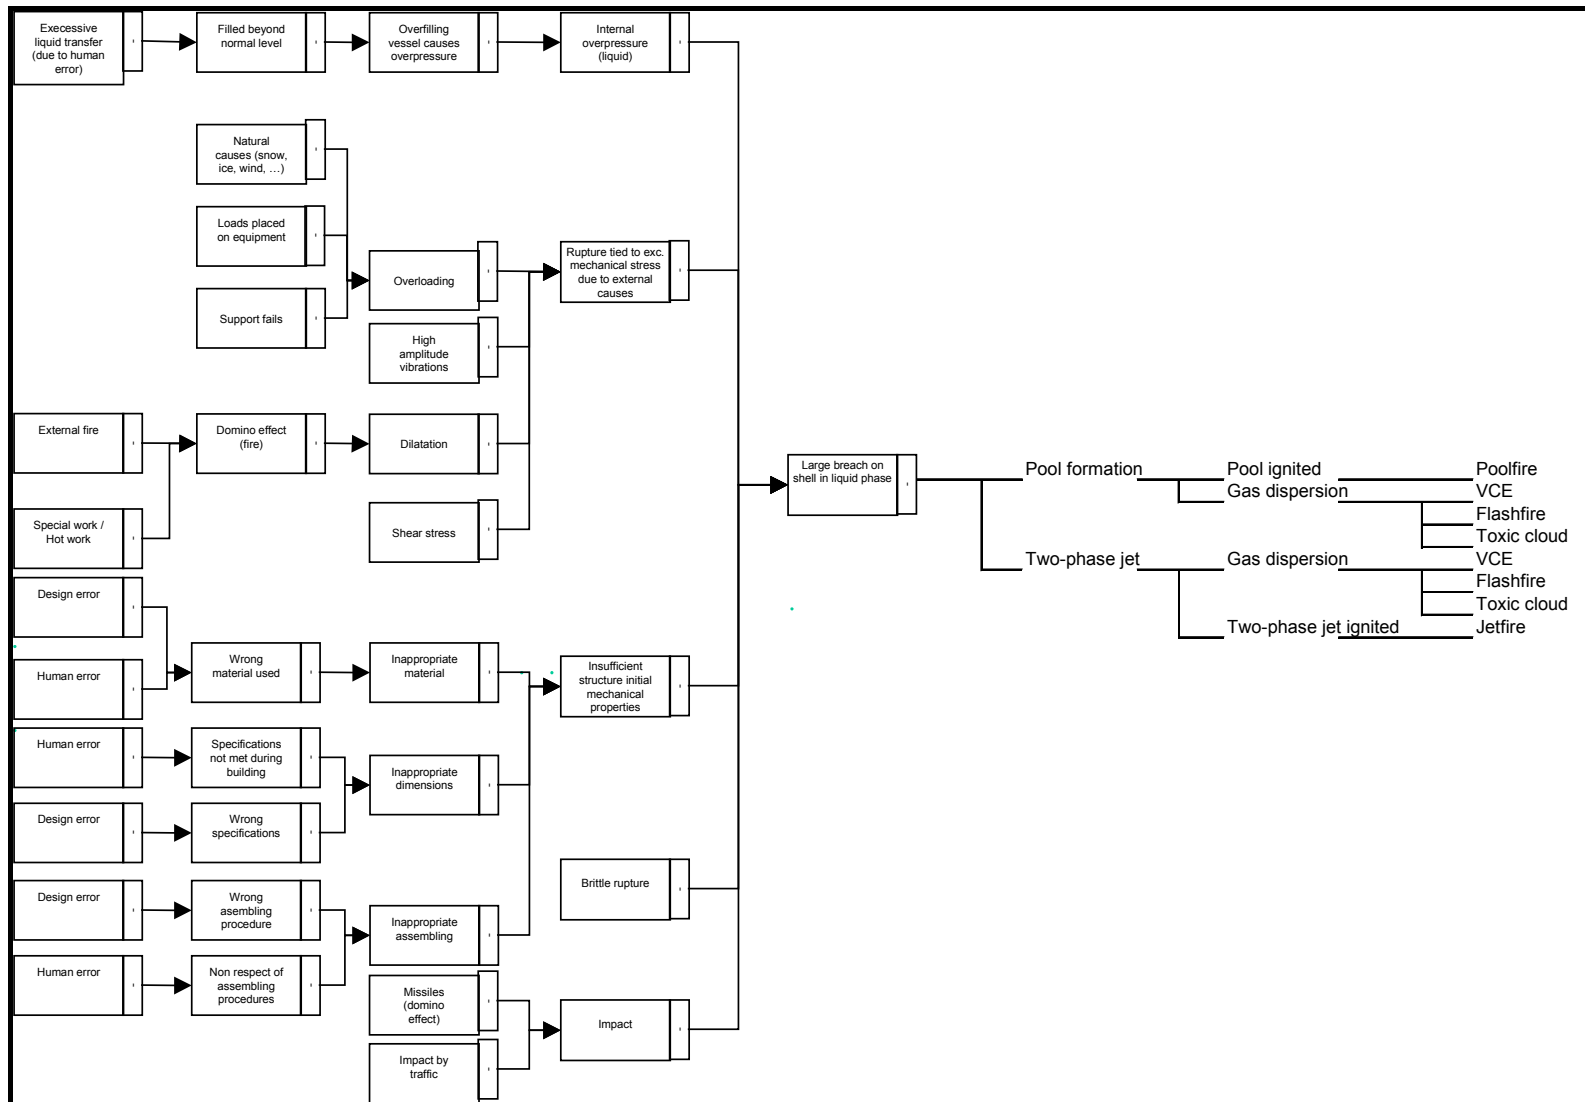 Execessive
liquid transfer
(due to human
error)
Filled beyond
normal level
Overfilling
vessel causes
overpressure
Internal
overpressure
(liquid)
Natural
causes (snow,
ice, wind, …)
Loads placed
on equipment
Support fails
Overloading
Rupture tied to exc.
mechanical stress
due to external
causes
High
amplitude
vibrations
External fire
Domino effect
(fire)
Dilatation
Special work /
Hot work
Shear stress
Design error
Human error
Wrong
material used
Inappropriate
material
Insufficient
structure initial
mechanical
properties
Human error
Specifications
not met during
building
Inappropriate
dimensions
Design error
Wrong
specifications
Brittle rupture
Design error
Wrong
asembling
procedure
Inappropriate
assembling
Human error
Non respect of
assembling
procedures
Missiles
(domino
effect)
Impact
Impact by
traffic
Large breach on
shell in liquid phase
Pool formation
Pool ignited
Poolfire
Gas dispersion
VCE
Flashfire
Toxic cloud
Two-phase jet
Gas dispersion
VCE
Flashfire
Toxic cloud
Two-phase jet ignited
Jetfire